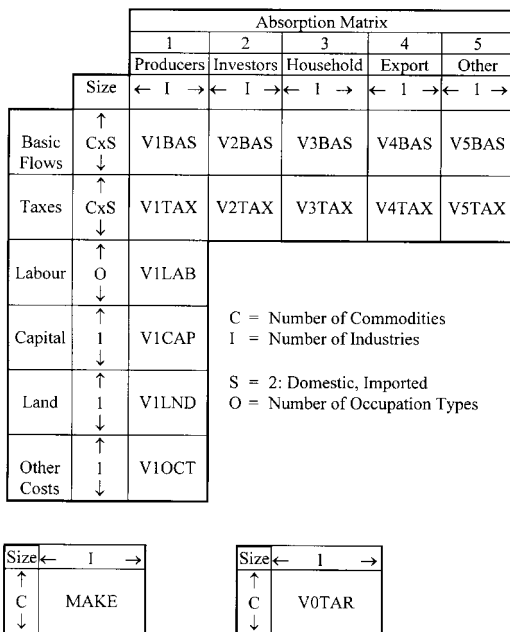 Absorption Matrix
1 2 3 4 5
Producers Investors Household Export Other
Size ← I → ← I → ← 1 → ← 1 → ← 1 →
↑
Basic CxS V1BAS V2BAS V3BAS V4BAS V5BAS
Flows ↓
↑
Taxes CxS V1TAX V2TAX V3TAX V4TAX V5TAX
↓
↑
Labour O V1LAB
↓
C = Number of Commodities
↑
I = Number of Industries
Capital 1 V1CAP
↓
S = 2: Domestic, Imported
↑
O = Number of Occupation Types
Land 1 V1LND
↓
↑
Other 1 V1OCT
Costs ↓
Size ← I →
↑
C MAKE
↓
Size ← 1 →
↑
C V0TAR
↓